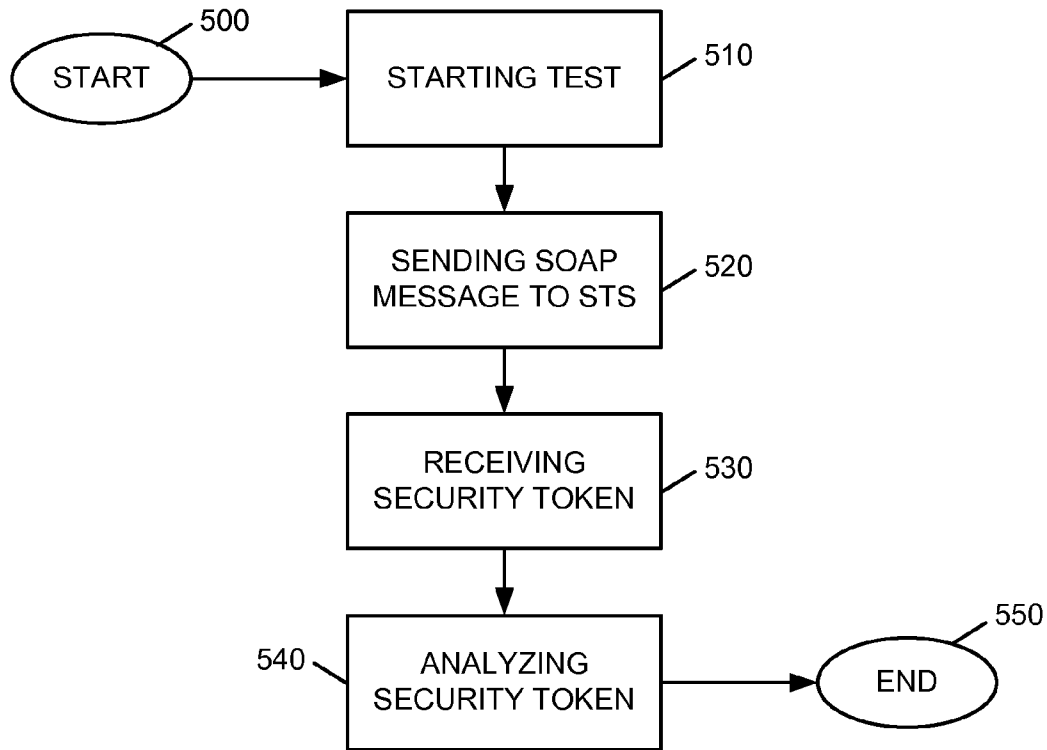 500
START
STARTING TEST
510
SENDING SOAP
MESSAGE TO STS
520
RECEIVING
SECURITY TOKEN
530
540
ANALYZING
SECURITY TOKEN
550
END